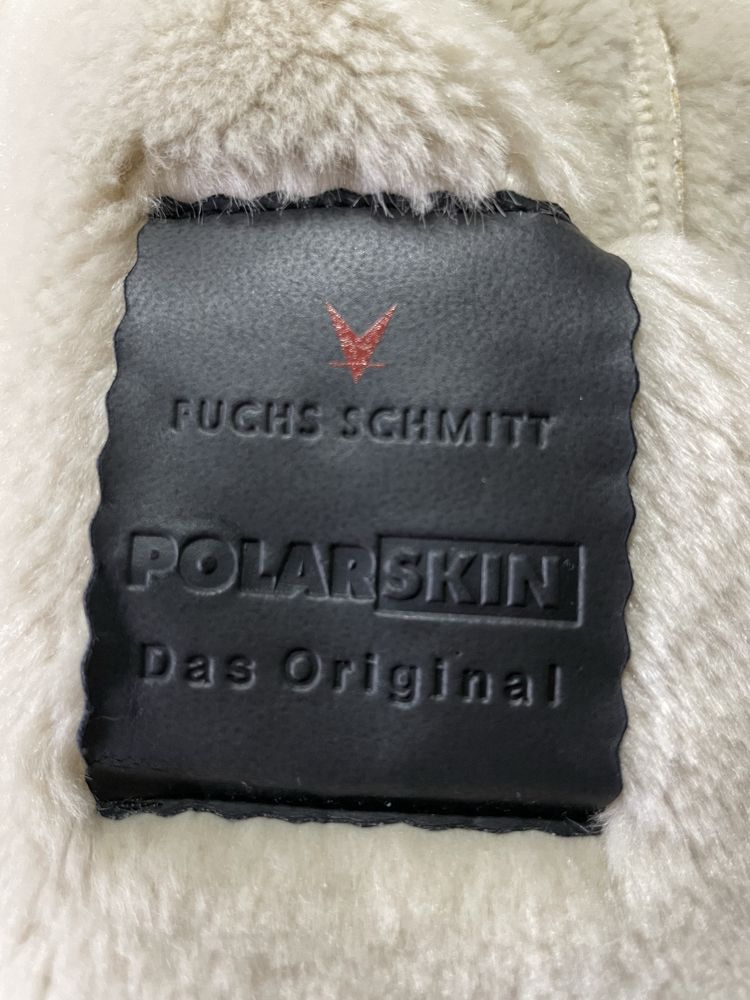 FUCHS SCHMITT
POLARSKIN®
Das Original